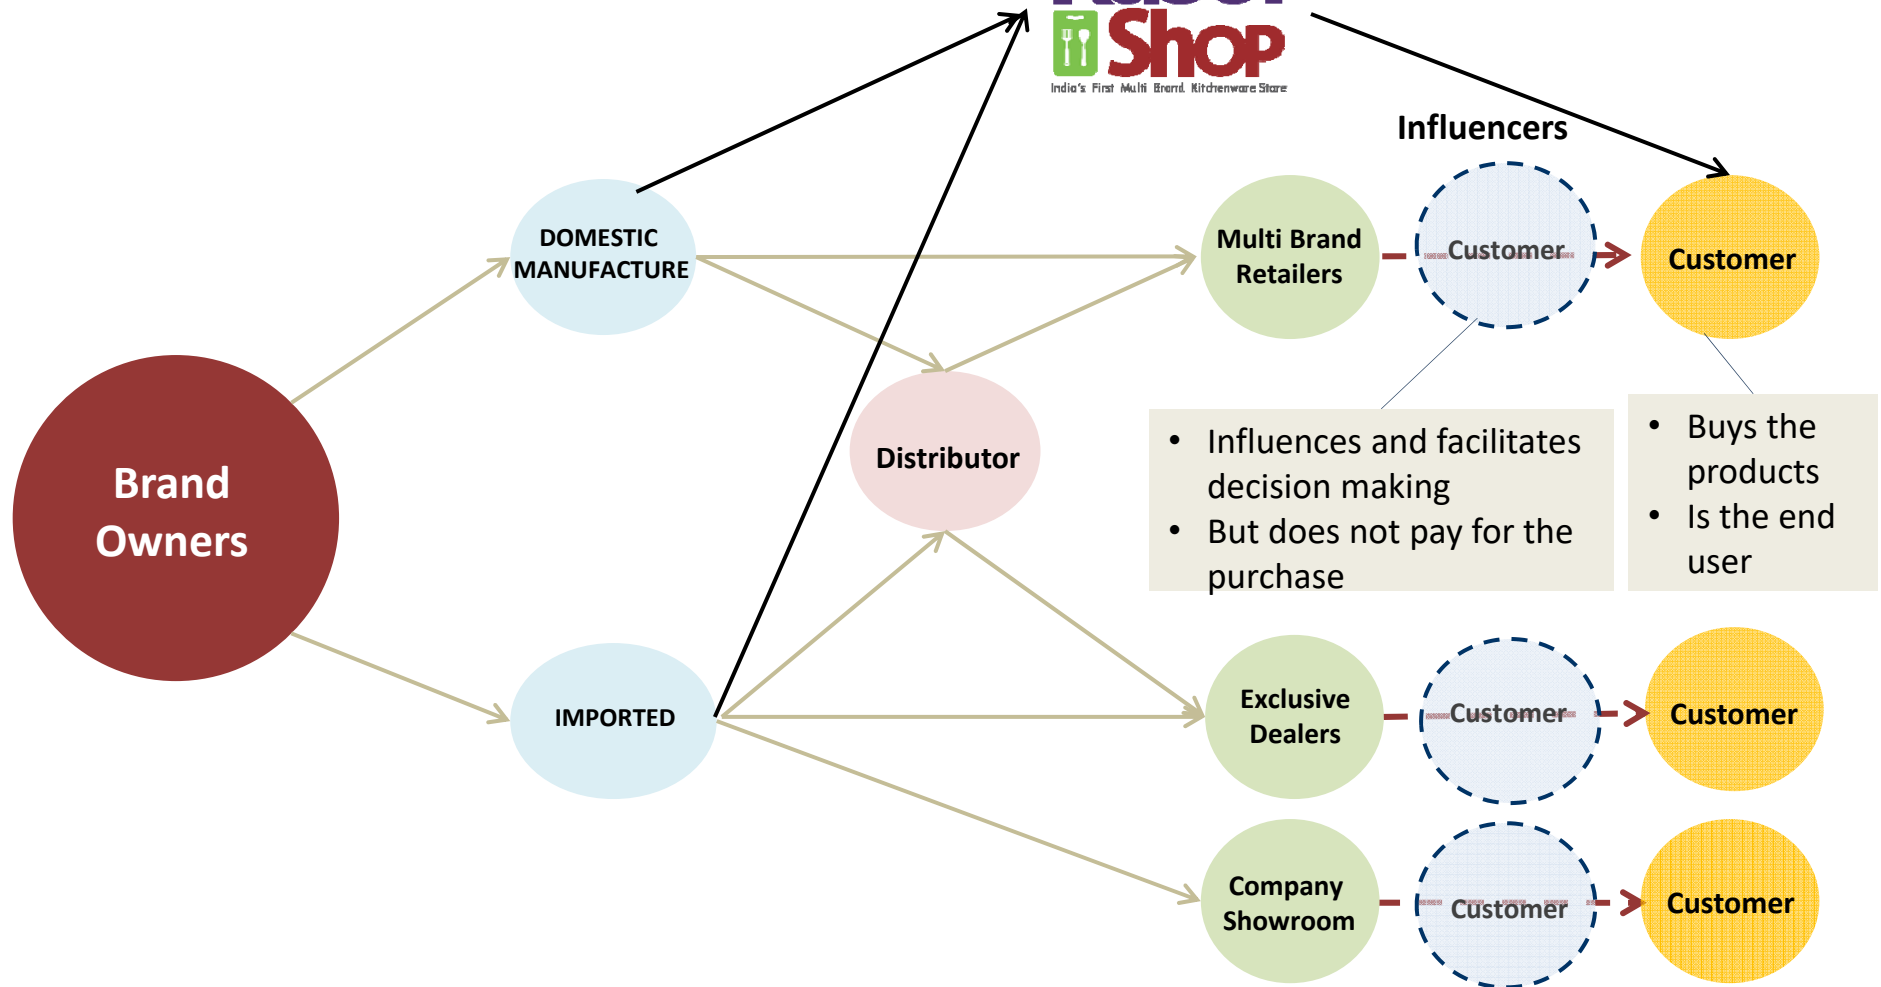 Shop
India's First Multi Brand Kitchenware Store
Influencers
DOMESTIC
MANUFACTURE
Multi Brand
Retailers
Customer
Customer
Distributor
• Influences and facilitates
decision making
• But does not pay for the
purchase
• Buys the
products
• Is the end
user
Brand
Owners
IMPORTED
Exclusive
Dealers
Customer
Customer
Company
Showroom
Customer
Customer